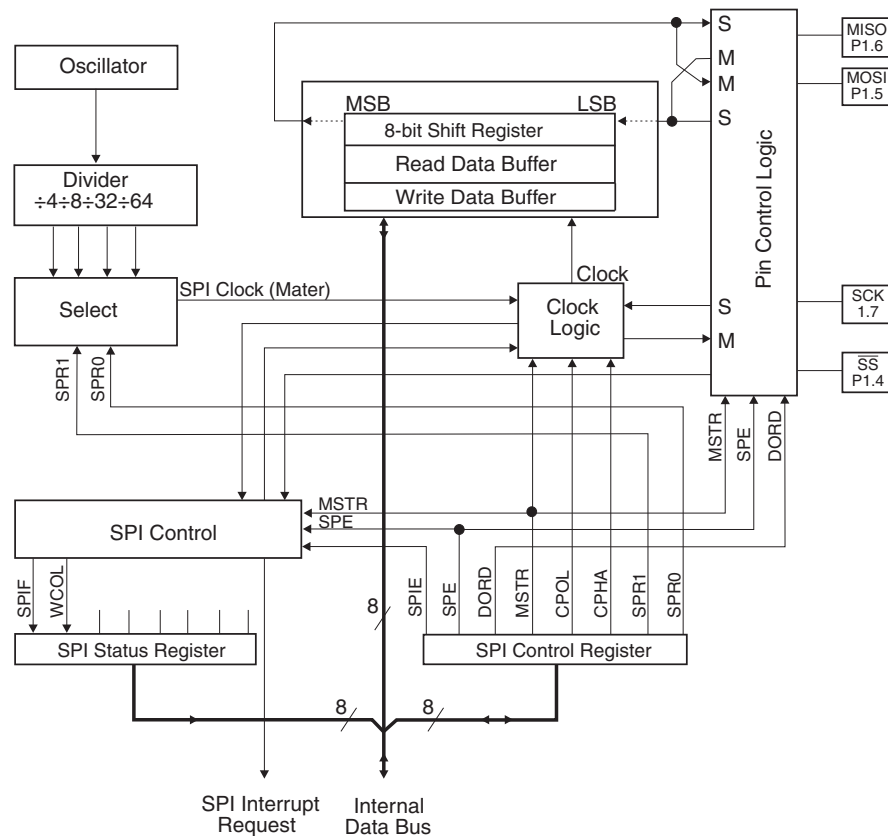 S
MISO
P1.6
M
Oscillator
MOSI
P1.5
M
MSB
LSB
S
8-bit Shift Register
Read Data Buffer
Write Data Buffer
Divider
÷4÷8÷32÷64
Pin Control Logic
Clock
SPI Clock (Mater)
Select
Clock
Logic
S
SCK
1.7
M
SS
P1.4
SPR1
SPR0
MSTR
SPE
DORD
MSTR
SPE
SPI Control
SPIF
WCOL
SPIE
SPE
DORD
MSTR
CPOL
CPHA
SPR1
SPR0
8
SPI Status Register
SPI Control Register
8
8
SPI Interrupt
Request
Internal
Data Bus